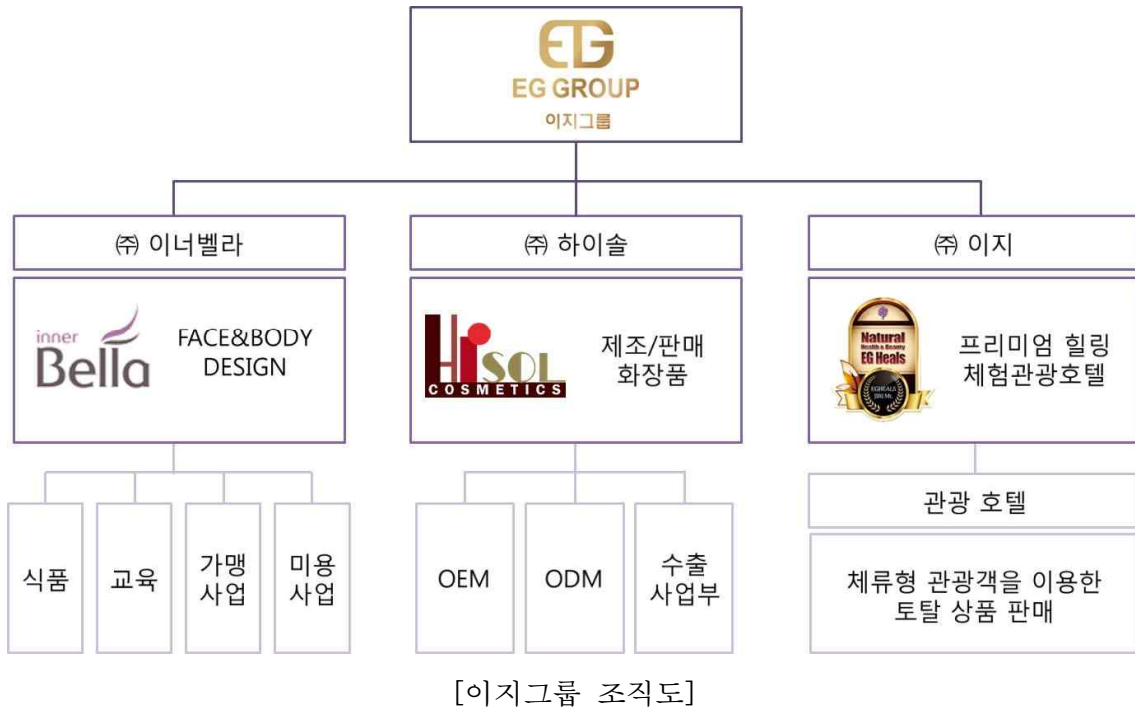 EG
EG GROUP
이지그룹
㈜ 이너벨라
㈜ 하이솔
㈜ 이지
inner
Bella
FACE&BODY
DESIGN
HiSOL
COSMETICS
제조/판매
화장품
Natural
Health & Beauty
EG Heals
프리미엄 힐링
체험관광호텔
식품
교육
가맹
사업
미용
사업
OEM
ODM
수출
사업부
관광 호텔
체류형 관광객을 이용한
토탈 상품 판매
[이지그룹 조직도]